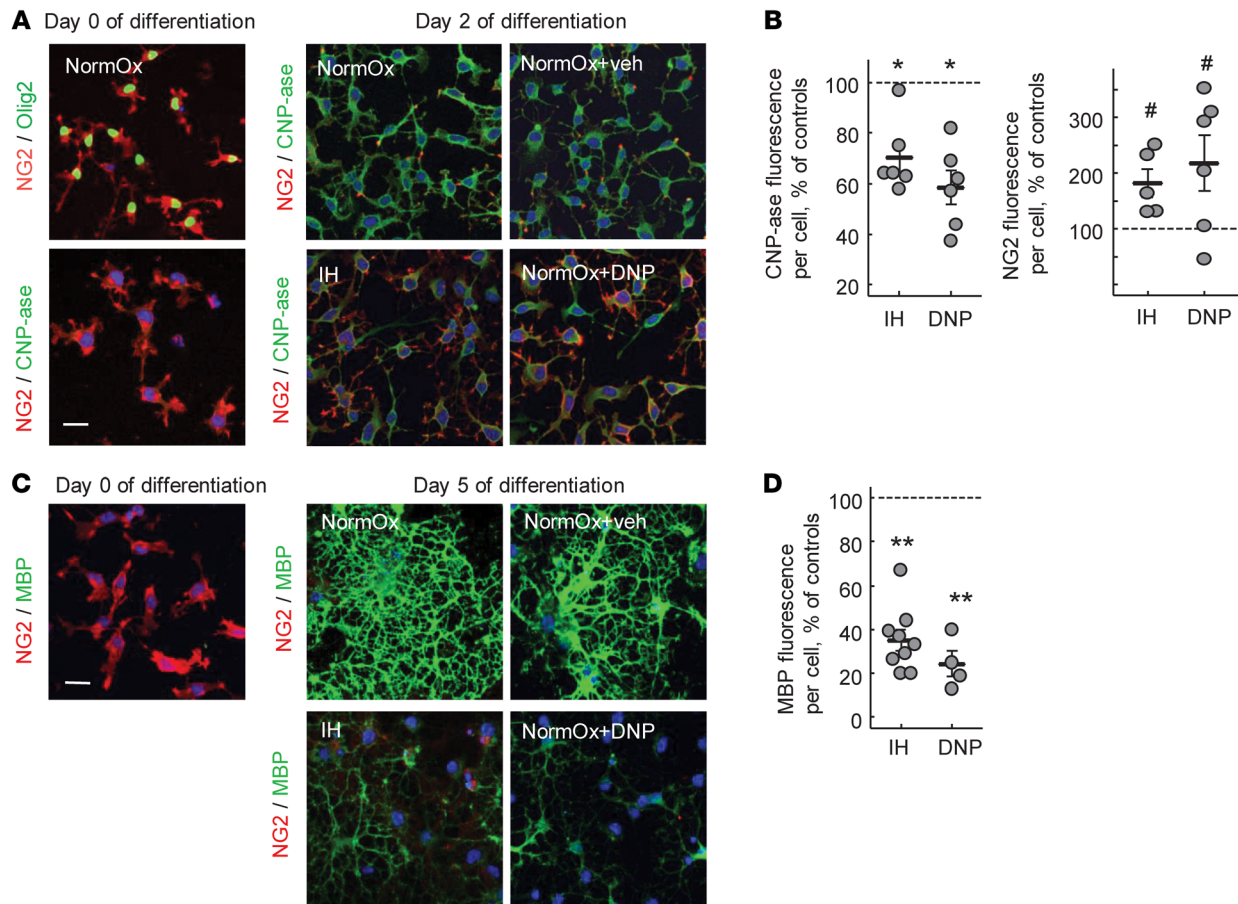 A
Day 0 of differentiation
Day 2 of differentiation
NG2 / Olig2
NormOx
NG2 / CNP-ase
NormOx
NormOx+veh
NG2 / CNP-ase
NG2 / CNP-ase
IH
NormOx+DNP
B
CNP-ase fluorescence
per cell, % of controls
100
80
60
40
20
* *
IH DNP
NG2 fluorescence
per cell, % of controls
300
200
100
# #
IH DNP
C
Day 0 of differentiation
Day 5 of differentiation
NG2 / MBP
NG2 / MBP
NormOx
NormOx+veh
NG2 / MBP
IH
NormOx+DNP
D
MBP fluorescence
per cell, % of controls
100
80
60
40
20
0
** **
IH DNP